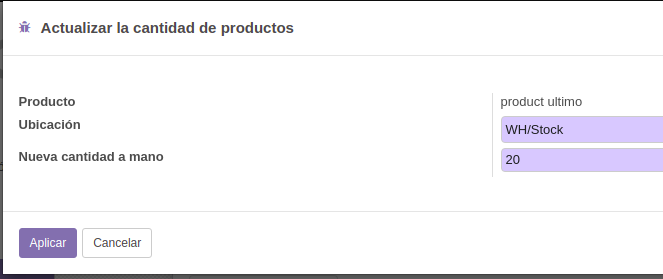 Actualizar la cantidad de productos
Producto product ultimo
Ubicación WH/Stock
Nueva cantidad a mano 20
Aplicar Cancelar